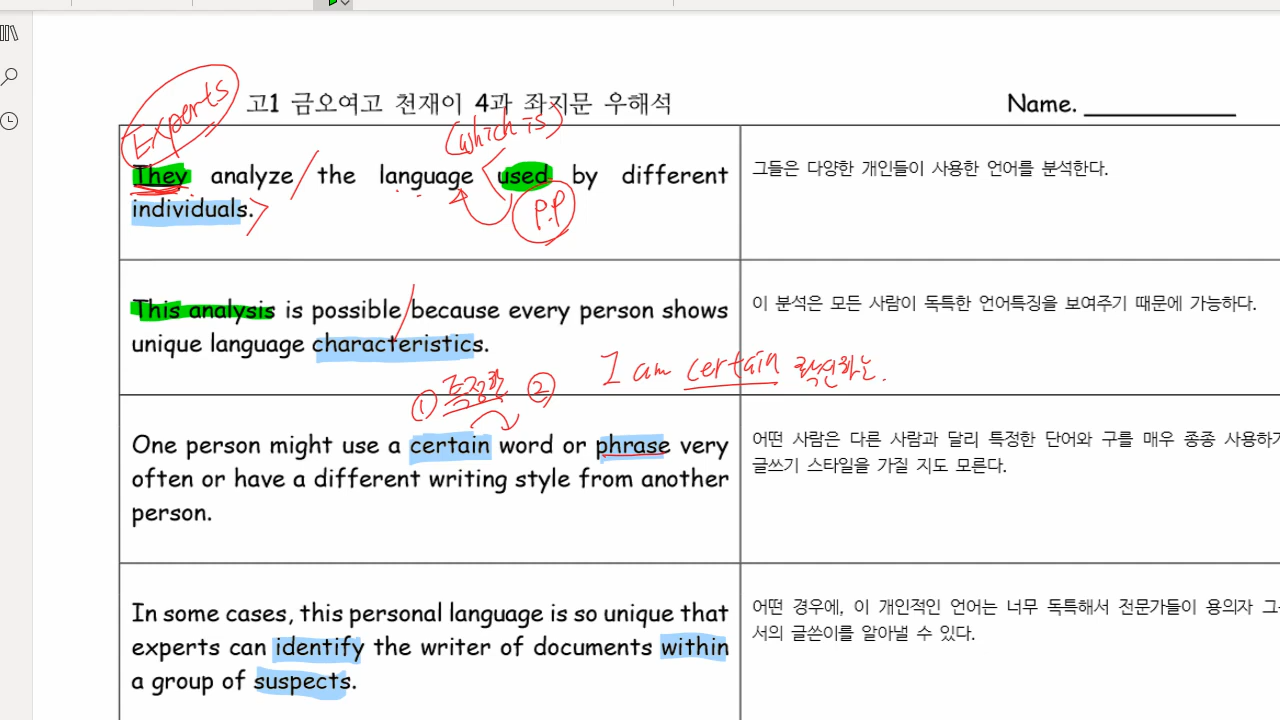 Experts
고1 금오여고 천재이 4과 좌지문 우해석
Name.
(which is)
They analyze the language used by different
individuals.
P.P
그들은 다양한 개인들이 사용한 언어를 분석한다.
This analysis is possible because every person shows
unique language characteristics.
이 분석은 모든 사람이 독특한 언어특징을 보여주기 때문에 가능하다.
I am certain 확신하는.
① 특정한 ②
One person might use a certain word or phrase very
often or have a different writing style from another
person.
어떤 사람은 다른 사람과 달리 특정한 단어와 구를 매우 종종 사용하
글쓰기 스타일을 가질 지도 모른다.
In some cases, this personal language is so unique that
experts can identify the writer of documents within
a group of suspects.
어떤 경우에, 이 개인적인 언어는 너무 독특해서 전문가들이 용의자
서의 글쓴이를 알아낼 수 있다.